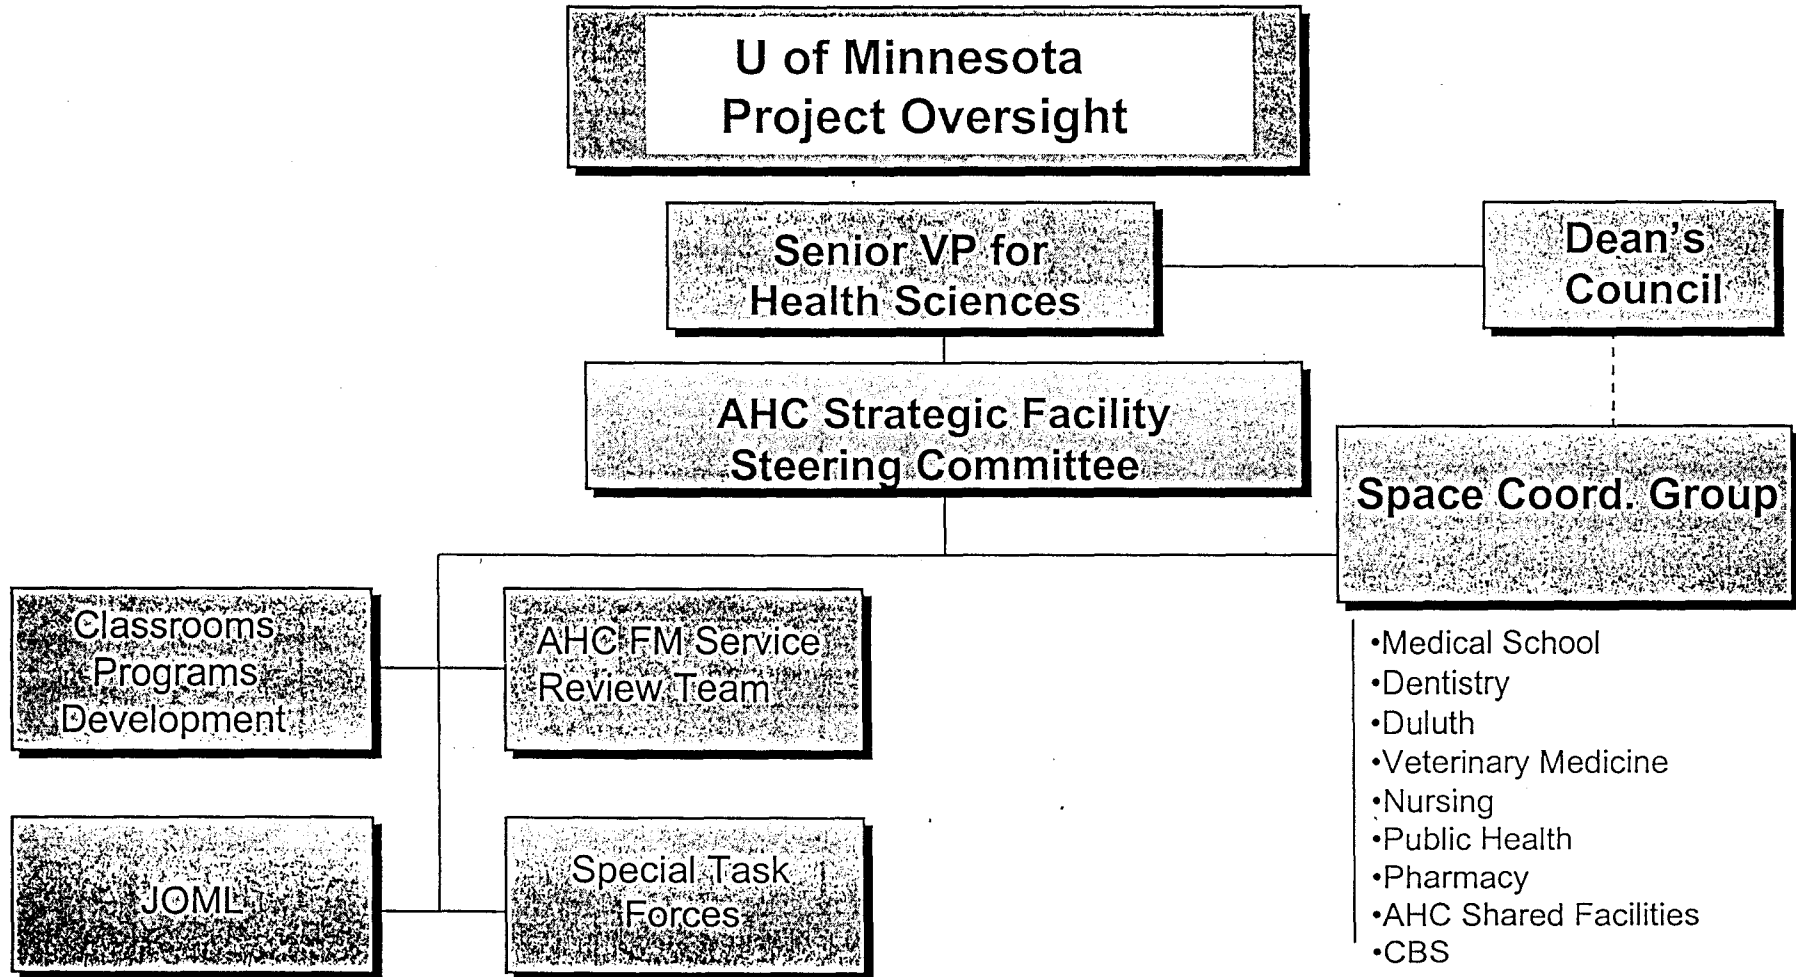 U of Minnesota
Project Oversight
Senior VP for
Health Sciences
Dean's
Council
AHC Strategic Facility
Steering Committee
Space Coord. Group
Classrooms
Programs
Development
AHC FM Service
Review Team
JOML
Special Task
Forces
•Medical School
•Dentistry
•Duluth
•Veterinary Medicine
•Nursing
•Public Health
•Pharmacy
•AHC Shared Facilities
•CBS